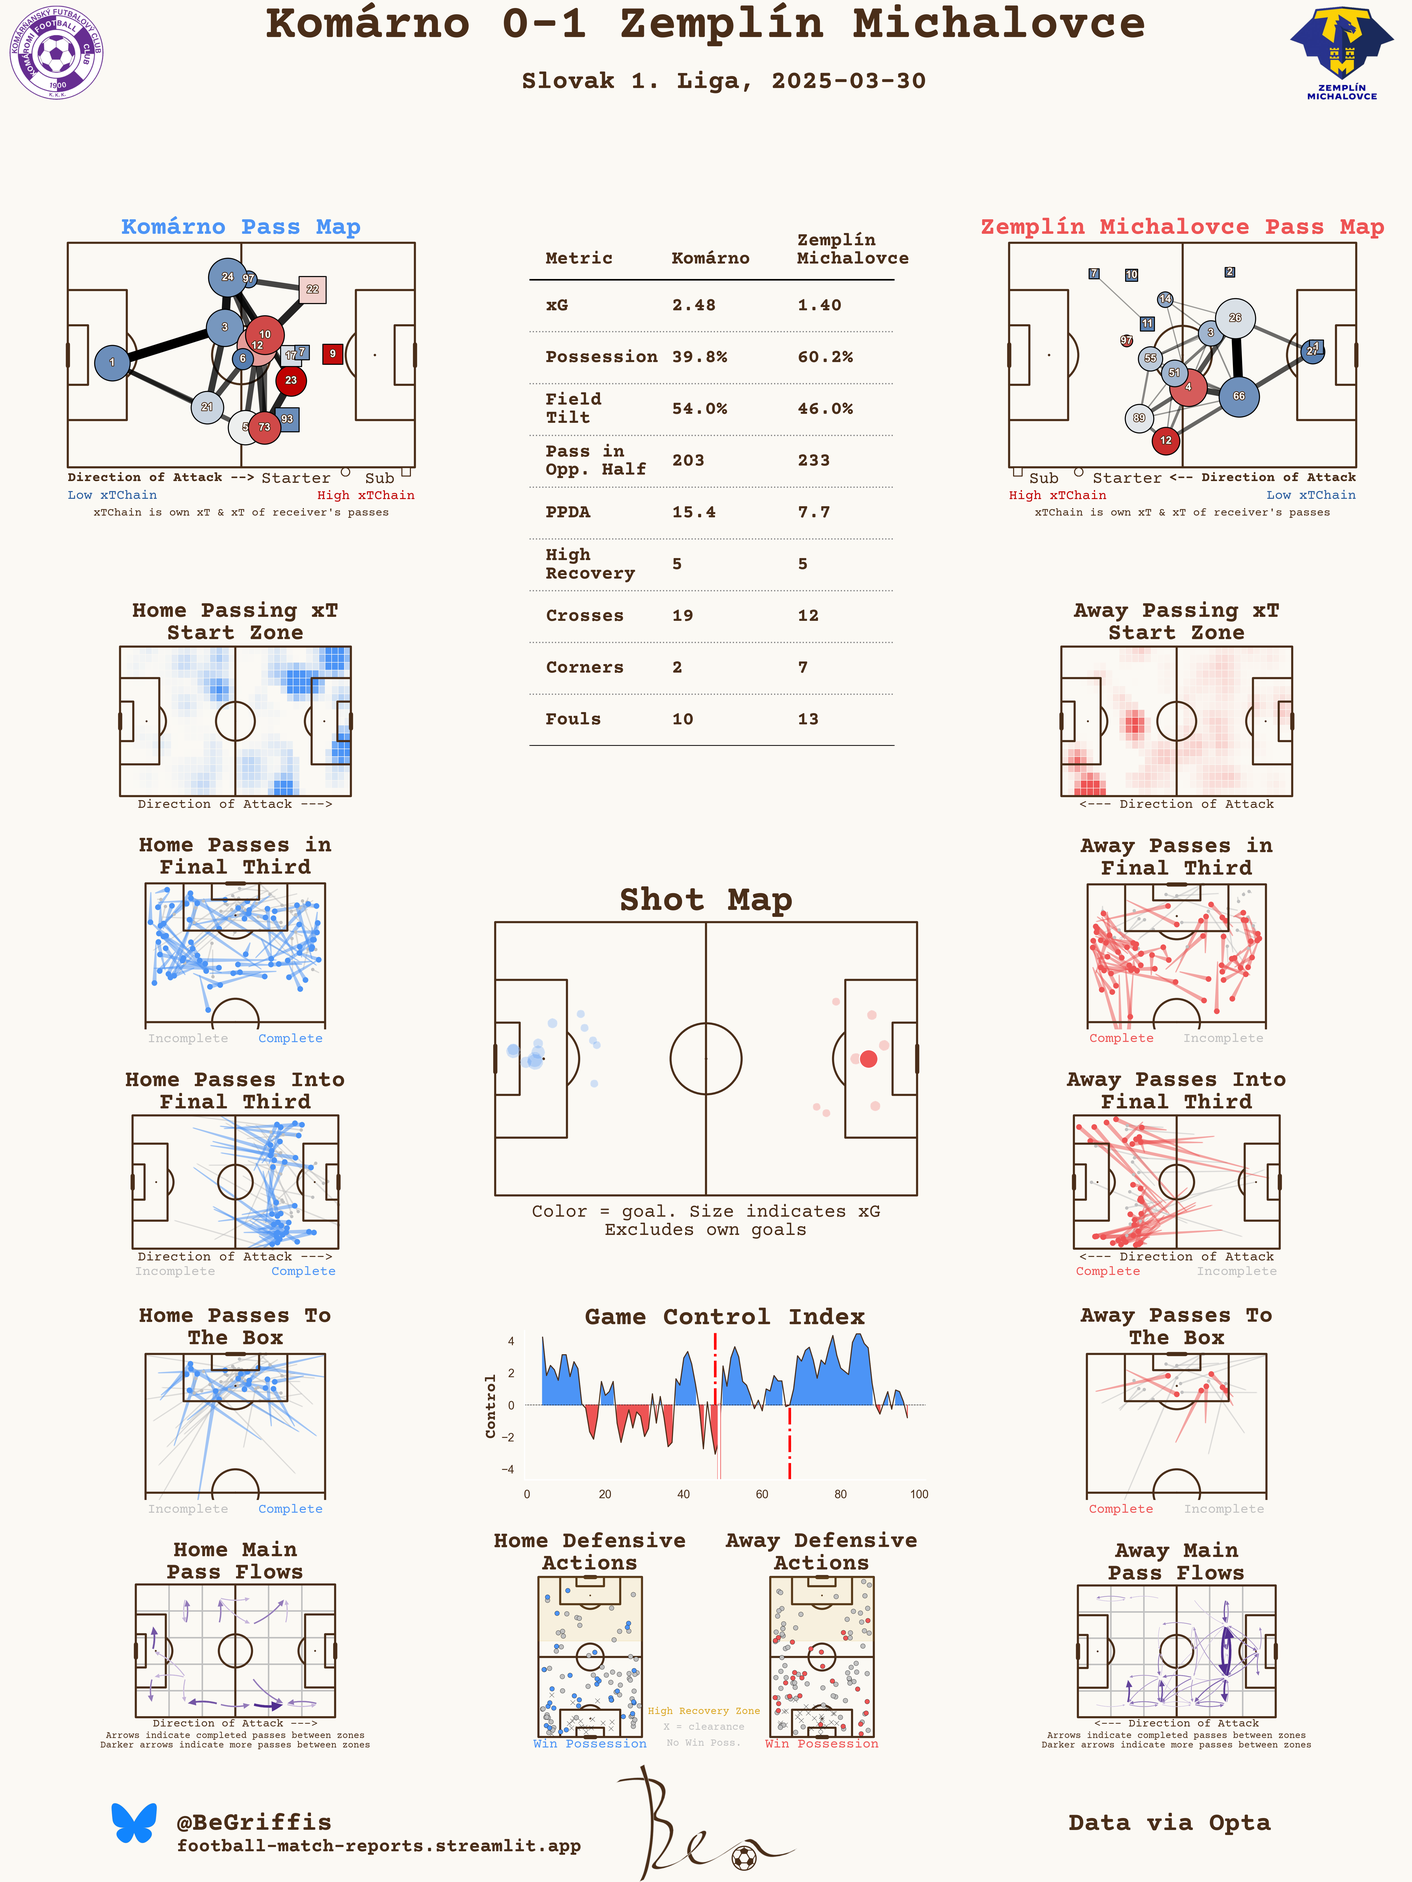 Komárno 0-1 Zemplín Michalovce
Slovak 1. Liga, 2025-03-30
KOMÁRŇANSKÝ FUTBALOVÝ CLUB
KOMÁROMI FOOTBALL CLUB
1900
K.K.K.
ZEMPLÍN
MICHALOVCE
Komárno Pass Map
24
97
22
3
10
12
1
6
17
7
9
23
21
5
73
93
Direction of Attack --> Starter Sub
Low xTChain High xTChain
xTChain is own xT & xT of receiver's passes
Metric Komárno Zemplín Michalovce
xG 2.48 1.40
Possession 39.8% 60.2%
Field Tilt 54.0% 46.0%
Pass in Opp. Half 203 233
PPDA 15.4 7.7
High Recovery 5 5
Crosses 19 12
Corners 2 7
Fouls 10 13
Zemplín Michalovce Pass Map
7
10
2
14
11
26
3
97
55
1
27
51
4
66
89
12
Sub Starter <-- Direction of Attack
High xTChain Low xTChain
xTChain is own xT & xT of receiver's passes
Home Passing xT
Start Zone
Direction of Attack --->
Away Passing xT
Start Zone
<--- Direction of Attack
Home Passes in
Final Third
Incomplete Complete
Away Passes in
Final Third
Complete Incomplete
Shot Map
Color = goal. Size indicates xG
Excludes own goals
Home Passes Into
Final Third
Direction of Attack --->
Incomplete Complete
Away Passes Into
Final Third
<--- Direction of Attack
Complete Incomplete
Home Passes To
The Box
Incomplete Complete
Game Control Index
Control
4
2
0
−2
−4
0 20 40 60 80 100
Away Passes To
The Box
Complete Incomplete
Home Main
Pass Flows
Direction of Attack --->
Arrows indicate completed passes between zones
Darker arrows indicate more passes between zones
Home Defensive
Actions
Win Possession
Away Defensive
Actions
Win Possession
High Recovery Zone
X = clearance
No Win Poss.
Away Main
Pass Flows
<--- Direction of Attack
Arrows indicate completed passes between zones
Darker arrows indicate more passes between zones
@BeGriffis
football-match-reports.streamlit.app
Ben
Data via Opta